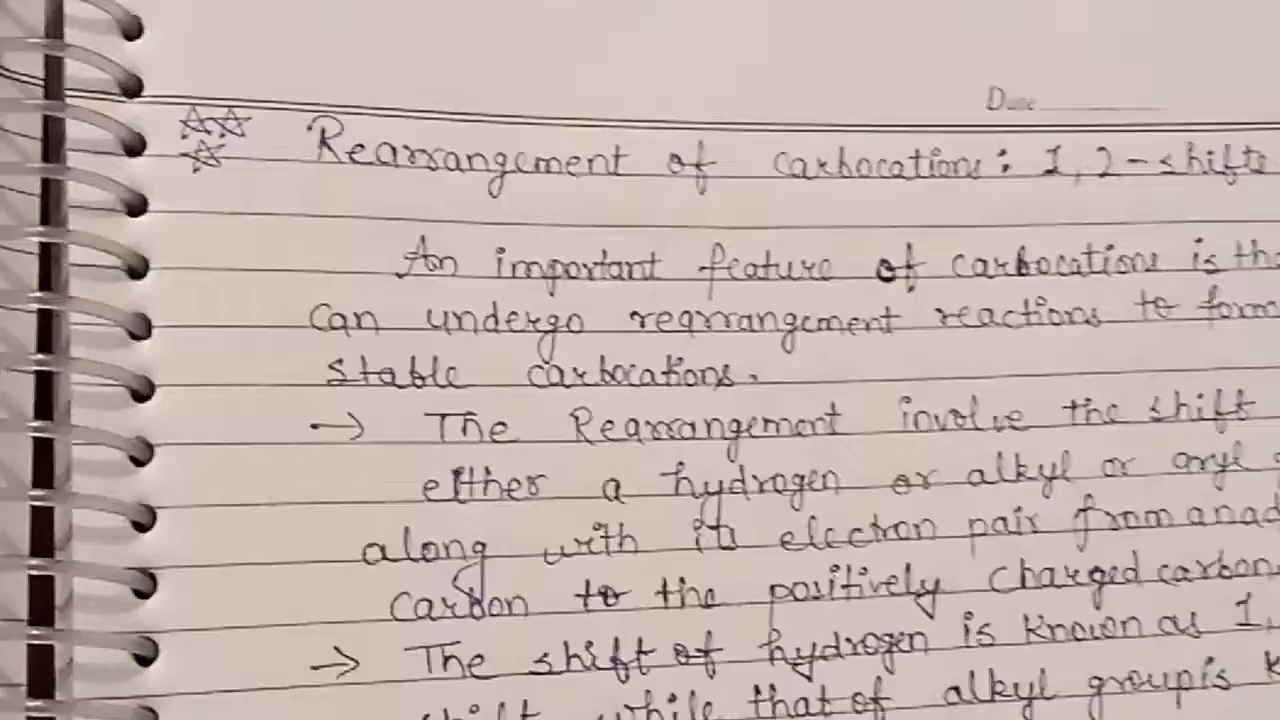 Date
Rearrangement of carbocation: 1,2-shifts
An important feature of carbocations is tha
can undergo rearrangement reactions to form
stable carbocations.
→ The Rearrangement involve the shift
either a hydrogen or alkyl or aryl
along with its electron pair from an ad
carbon to the positively charged carbon.
→ The shift of hydrogen is known as 1,
shift while that of alkyl group is k